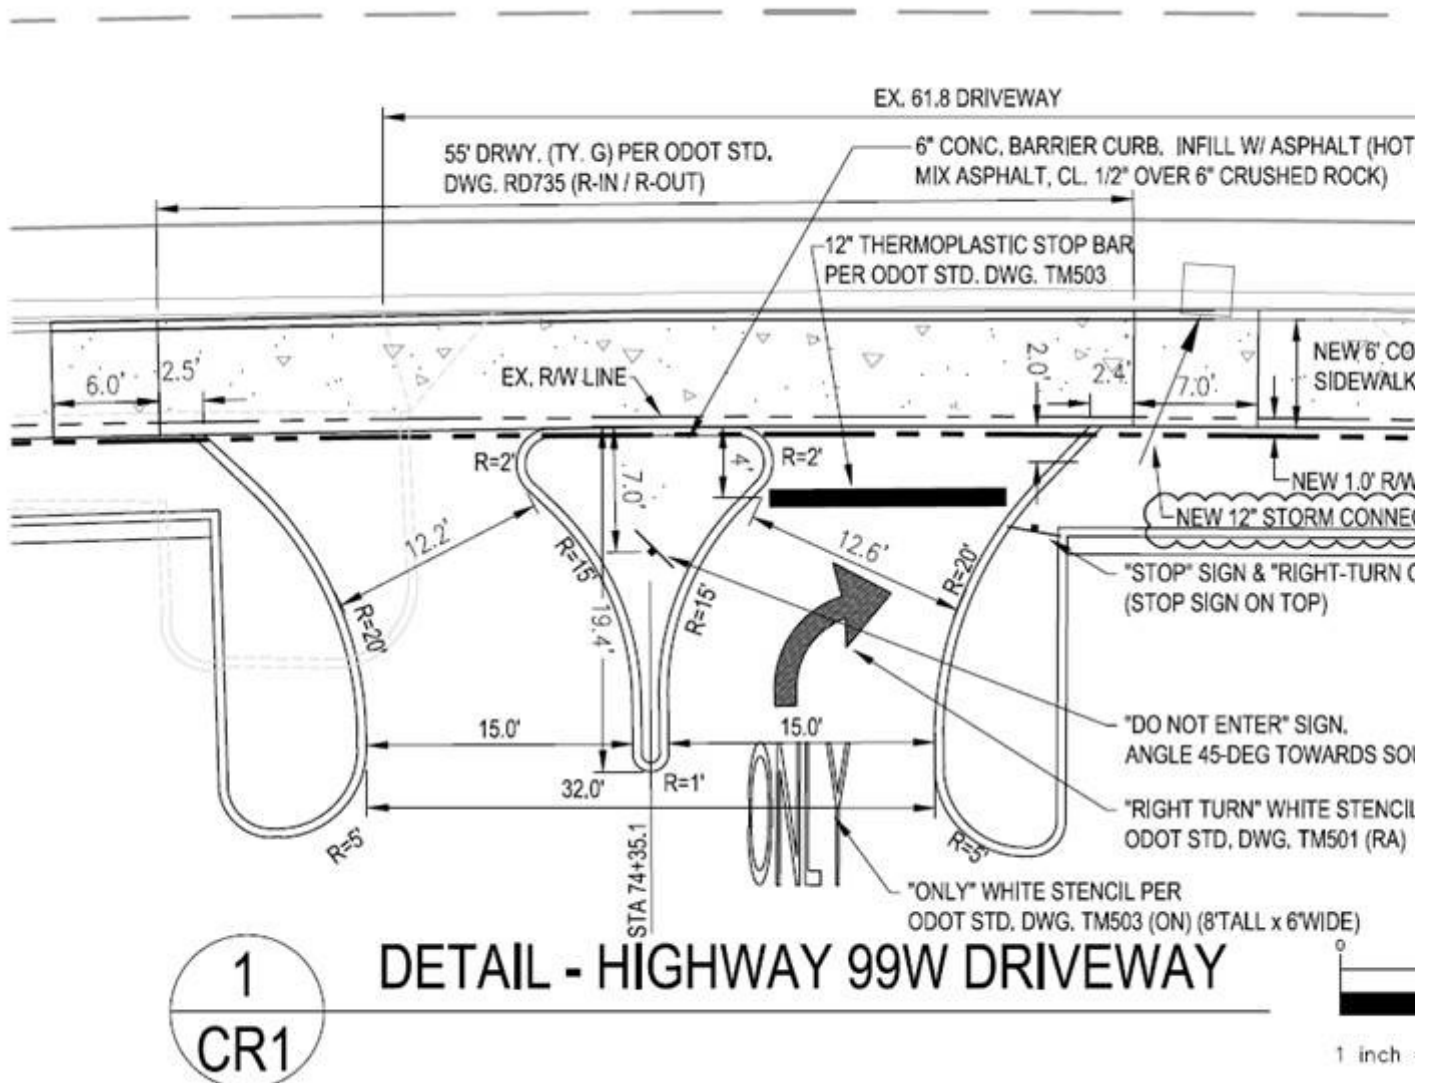 EX. 61.8 DRIVEWAY
55' DRWY. (TY. G) PER ODOT STD.
DWG. RD735 (R-IN / R-OUT)
6" CONC. BARRIER CURB. INFILL W/ ASPHALT (HOT
MIX ASPHALT, CL. 1/2" OVER 6" CRUSHED ROCK)
12" THERMOPLASTIC STOP BAR
PER ODOT STD. DWG. TM503
6.0'
2.5'
EX. R/W LINE
2.0'
2.4'
7.0'
NEW 6' CO
SIDEWALK
R=2'
4'
R=2'
7.0'
NEW 1.0' R/W
NEW 12" STORM CONNEC
12.2'
12.6'
R=15'
R=15'
R=20'
R=20'
19.4'
"STOP" SIGN & "RIGHT-TURN O
(STOP SIGN ON TOP)
15.0'
15.0'
"DO NOT ENTER" SIGN.
ANGLE 45-DEG TOWARDS SO
32.0'
R=1'
ONLY
"RIGHT TURN" WHITE STENCIL
ODOT STD. DWG. TM501 (RA)
R=5'
R=5'
STA 74+35.1
"ONLY" WHITE STENCIL PER
ODOT STD. DWG. TM503 (ON) (8'TALL x 6'WIDE)
1
CR1
DETAIL - HIGHWAY 99W DRIVEWAY
0
1 inch